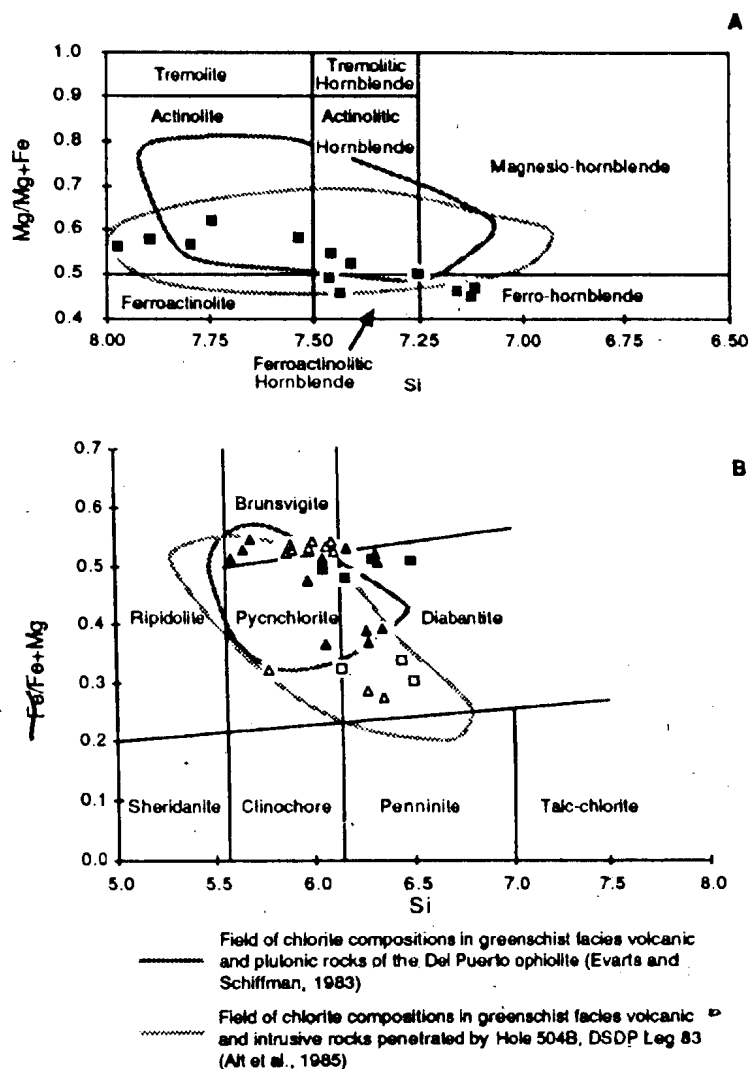 A
1.0
0.9
0.8
0.7
0.6
0.5
0.4
Mg/Mg+Fe
Tremolite
Tremolitic
Hornblende
Actinolite
Actinolitic
Hornblende
Magnesio-hornblende
Ferroactinolite
Ferro-hornblende
8.00
7.75
7.50
7.25
7.00
6.75
6.50
Ferroactinolitic
Hornblende
Si
B
0.7
0.6
0.5
0.4
0.3
0.2
0.1
0.0
Fe/Fe+Mg
Brunsvigite
Ripidolite
Pycnchlorite
Diabantite
Sheridanite
Clinochore
Penninite
Talc-chlorite
5.0
5.5
6.0
6.5
7.0
7.5
8.0
Si
Field of chlorite compositions in greenschist facies volcanic
and plutonic rocks of the Del Puerto ophiolite (Evarts and
Schiffman, 1983)
Field of chlorite compositions in greenschist facies volcanic
and intrusive rocks penetrated by Hole 504B, DSDP Leg 83
(Alt et al., 1985)